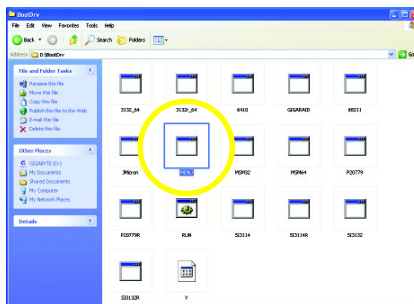 BootDrv
File Edit View Favorites Tools Help
Back Search Folders
Address D:\BootDrv Go
File and Folder Tasks
Rename this file
Move this file
Copy this file
Publish this file to the Web
E-mail this file
Delete this file
Other Places
GIGABYTE (D:)
My Documents
Shared Documents
My Computer
My Network Places
Details
3132_64 3132r_64 6410 GIGARAID
JMicron MENU MSM32 MSM64 P20779
P20779R RUN SI3114 SI3114R SI3132
SI3132R Y